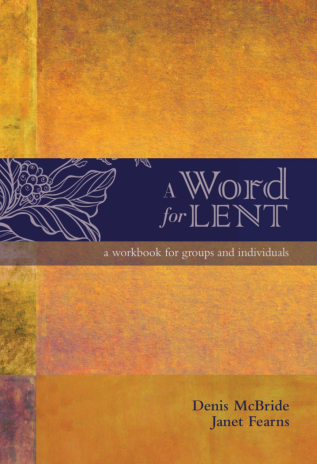 A Word
for LENT
a workbook for groups and individuals
Denis McBride
Janet Fearns